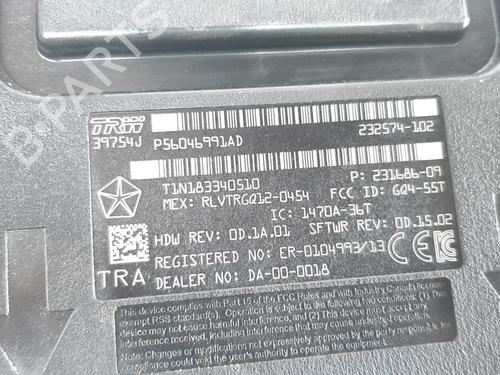 B-PARTS
TRW
39754J P56046991AD 232574-102
T1N183340510 P: 231686-09
MEX: RLVTRGQ12-0454 FCC ID: GQ4-55T
IC: 1470A-36T
HDW REV: 0D.1A.01 SFTWR REV: 0D.15.02
REGISTERED NO: ER-0104993/13
TRA DEALER NO: DA-00-0018
CE
This device complies with Part 15 of the FCC Rules and with Industry Canada licence
exempt RSS standard(s). Operation is subject to the following two conditions: (1) This
device may not cause harmful interference, and (2) This device must accept any
interference received, including interference that may cause undesired operation.
Changes or modifications not expressly approved by the party responsible for
compliance could void the user's authority to operate the equipment.